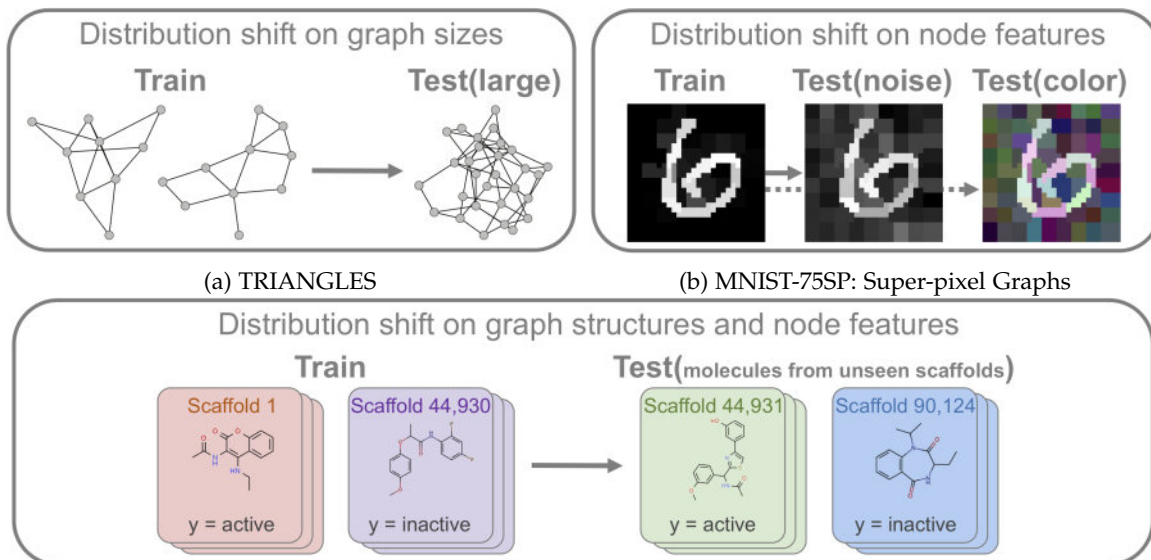 Distribution shift on graph sizes
Train
Test(large)
(a) TRIANGLES
Distribution shift on node features
Train
Test(noise)
Test(color)
(b) MNIST-75SP: Super-pixel Graphs
Distribution shift on graph structures and node features
Train
Test(molecules from unseen scaffolds)
Scaffold 1
y = active
Scaffold 44,930
y = inactive
Scaffold 44,931
y = active
Scaffold 90,124
y = inactive